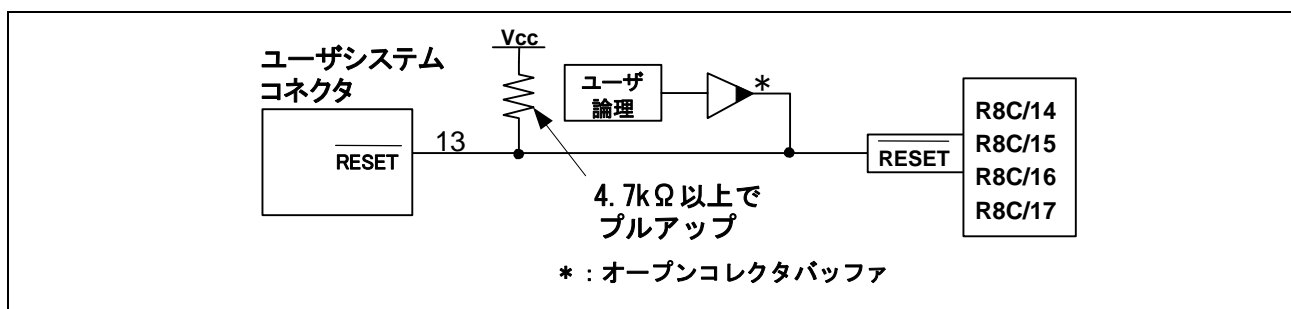 ユーザシステム
コネクタ
RESET
13
Vcc
ユーザ
論理
*
4.7kΩ以上で
プルアップ
RESET
R8C/14
R8C/15
R8C/16
R8C/17
*:オープンコレクタバッファ